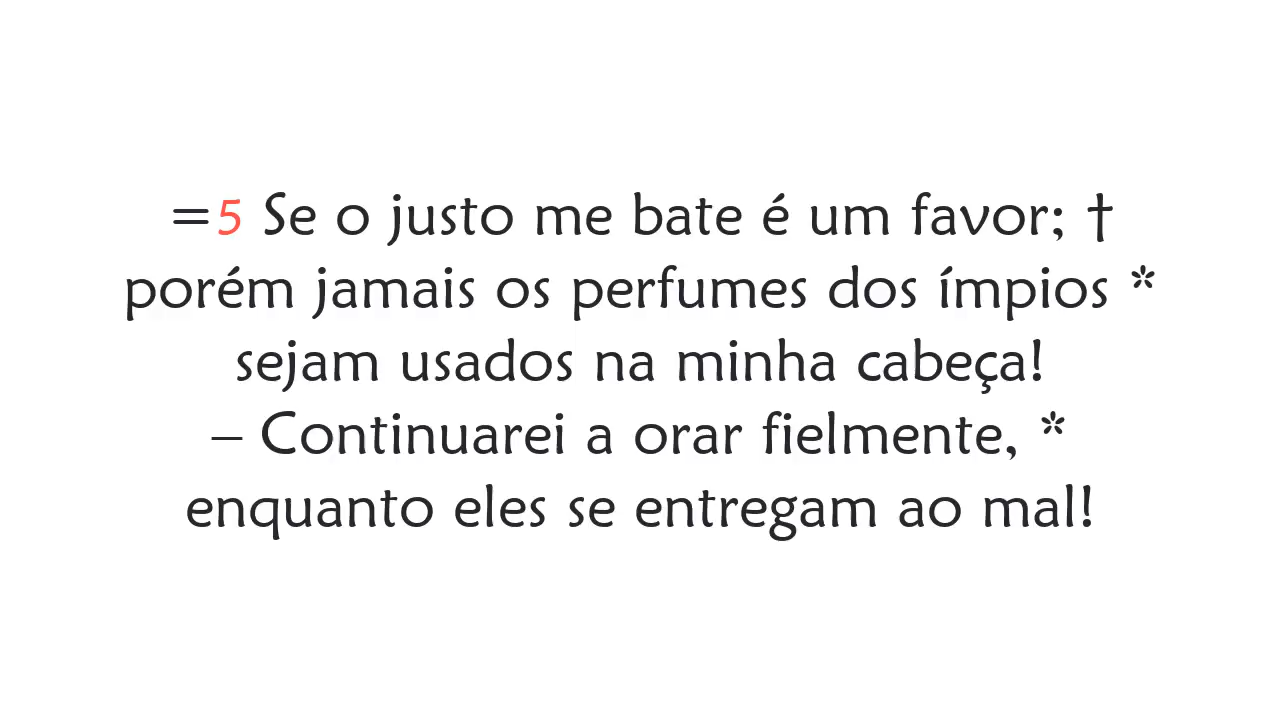 =5 Se o justo me bate é um favor; †
porém jamais os perfumes dos ímpios *
sejam usados na minha cabeça!
– Continuarei a orar fielmente, *
enquanto eles se entregam ao mal!